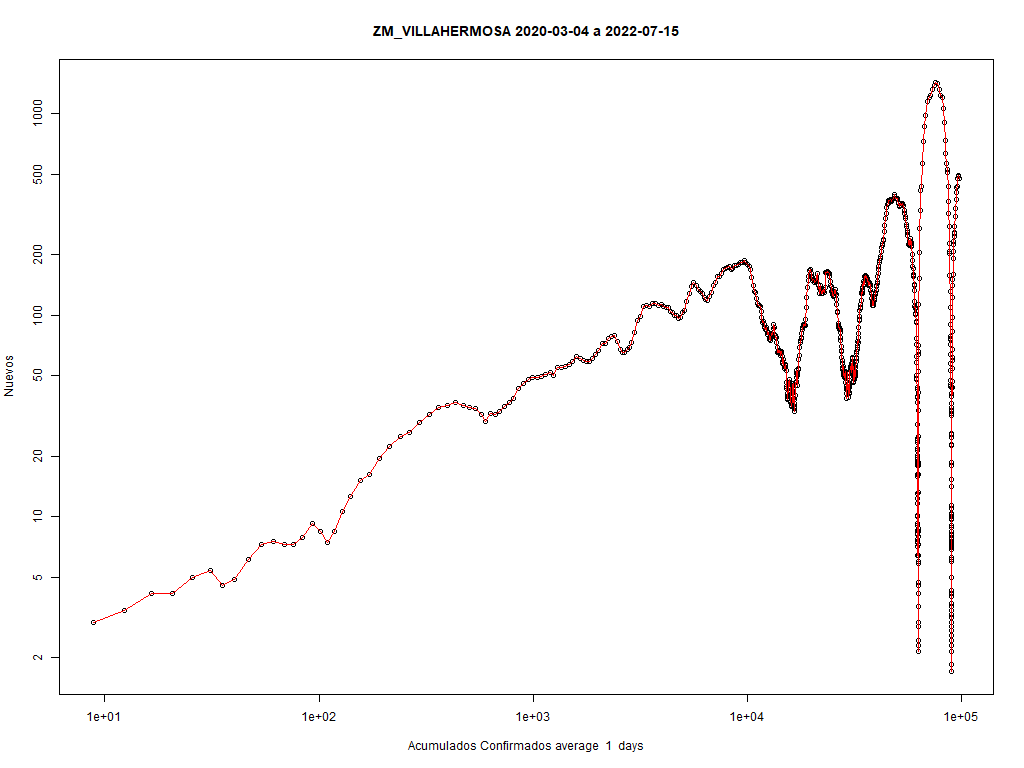 ZM_VILLAHERMOSA 2020-03-04 a 2022-07-15
Nuevos
1000
500
200
100
50
20
10
5
2
1e+01 1e+02 1e+03 1e+04 1e+05
Acumulados Confirmados average 1 days